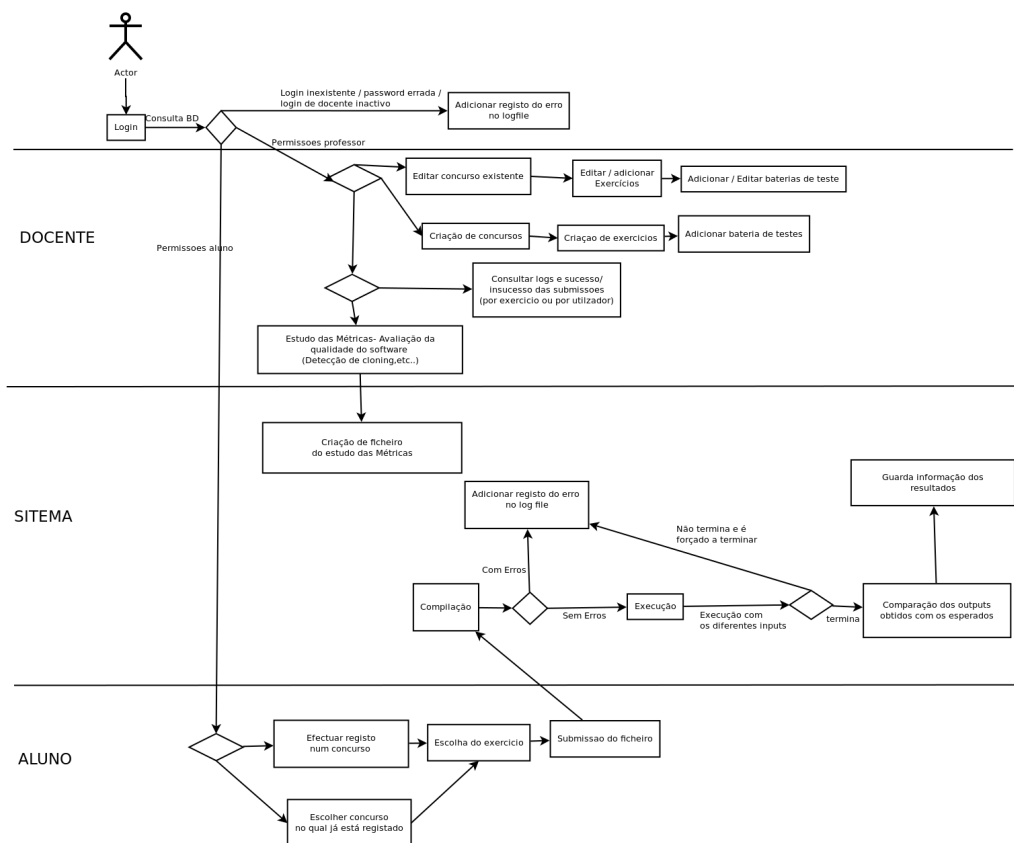 Actor
Login
Consulta BD
Login inexistente / password errada /
login de docente inactivo
Adicionar registo do erro
no logfile
Permissoes professor
DOCENTE
Permissoes aluno
Editar concurso existente
Editar / adicionar
Exercícios
Adicionar / Editar baterias de teste
Criação de concursos
Criaçao de exercicios
Adicionar bateria de testes
Consultar logs e sucesso/
insucesso das submissoes
(por exercicio ou por utilzador)
Estudo das Métricas- Avaliação da
qualidade do software
(Detecção de cloning,etc..)
SITEMA
Criação de ficheiro
do estudo das Métricas
Adicionar registo do erro
no log file
Não termina e é
forçado a terminar
Guarda informação dos
resultados
Com Erros
Compilação
Sem Erros
Execução
Execução com
os diferentes inputs
termina
Comparação dos outputs
obtidos com os esperados
ALUNO
Efectuar registo
num concurso
Escolha do exercicio
Submissao do ficheiro
Escolher concurso
no qual já está registado